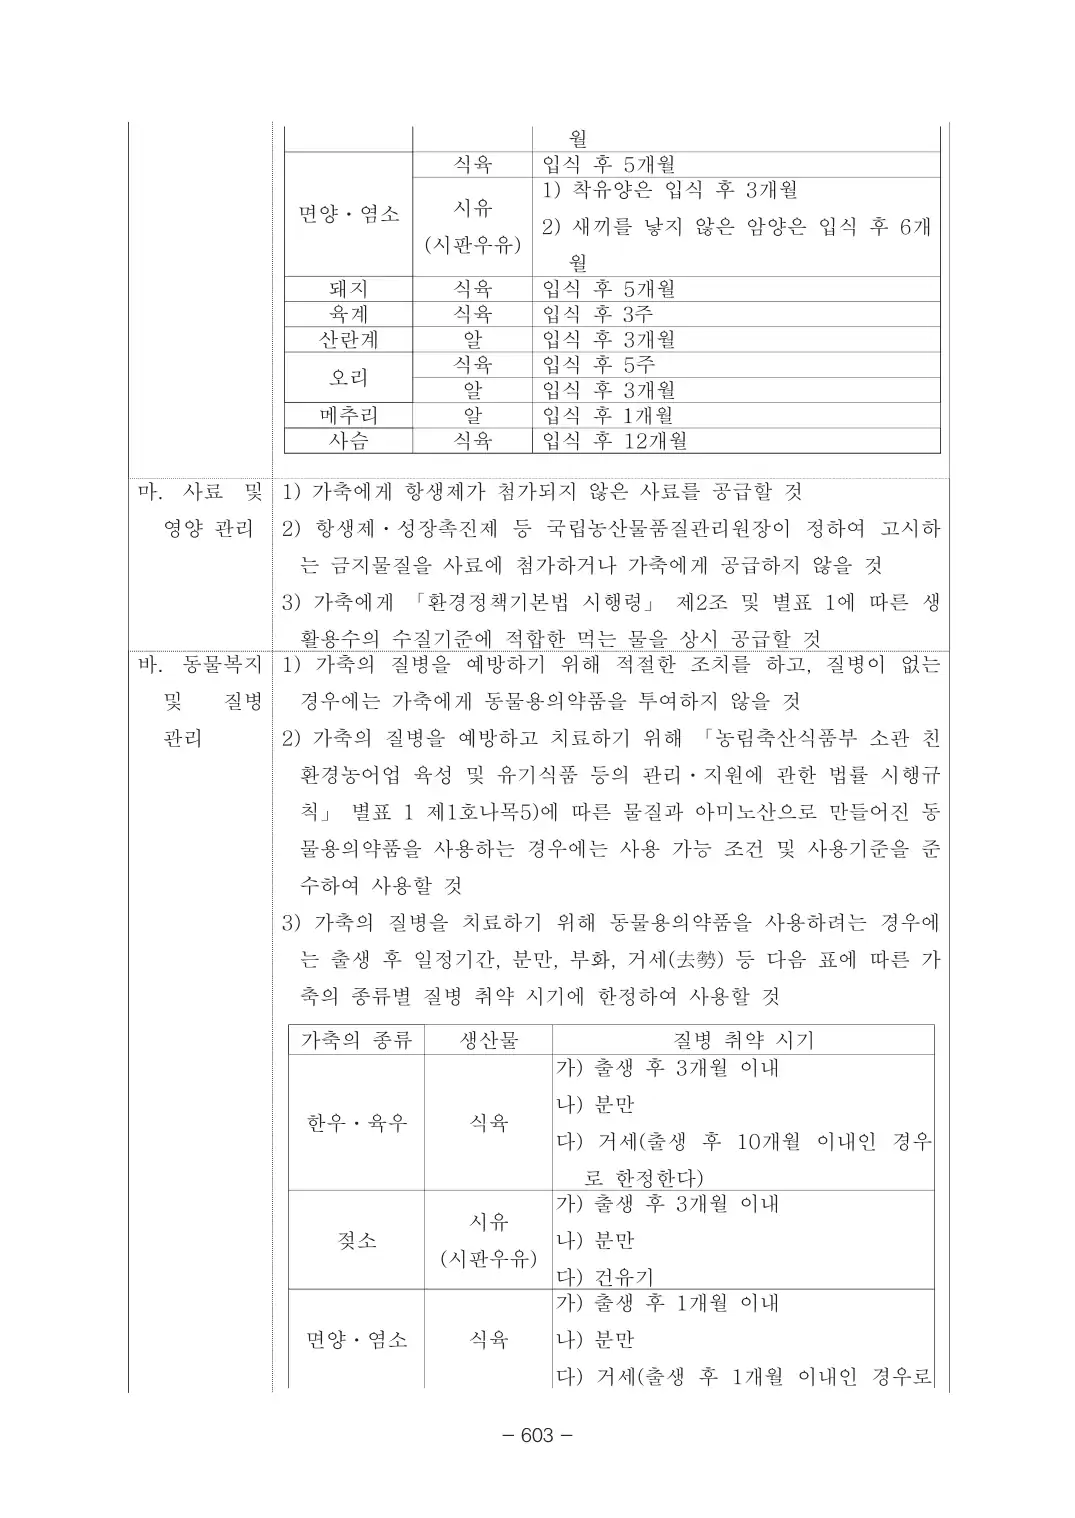 월
식육 입식 후 5개월
면양·염소
시유
(시판우유)
1) 착유양은 입식 후 3개월
2) 새끼를 낳지 않은 암양은 입식 후 6개
월
돼지 식육 입식 후 5개월
육계 식육 입식 후 3주
산란계 알 입식 후 3개월
오리
식육 입식 후 5주
알 입식 후 3개월
메추리 알 입식 후 1개월
사슴 식육 입식 후 12개월
마. 사료 및
영양 관리
1) 가축에게 항생제가 첨가되지 않은 사료를 공급할 것
2) 항생제·성장촉진제 등 국립농산물품질관리원장이 정하여 고시하
는 금지물질을 사료에 첨가하거나 가축에게 공급하지 않을 것
3) 가축에게 「환경정책기본법 시행령」 제2조 및 별표 1에 따른 생
활용수의 수질기준에 적합한 먹는 물을 상시 공급할 것
바. 동물복지
및 질병
관리
1) 가축의 질병을 예방하기 위해 적절한 조치를 하고, 질병이 없는
경우에는 가축에게 동물용의약품을 투여하지 않을 것
2) 가축의 질병을 예방하고 치료하기 위해 「농림축산식품부 소관 친
환경농어업 육성 및 유기식품 등의 관리·지원에 관한 법률 시행규
칙」 별표 1 제1호나목5)에 따른 물질과 아미노산으로 만들어진 동
물용의약품을 사용하는 경우에는 사용 가능 조건 및 사용기준을 준
수하여 사용할 것
3) 가축의 질병을 치료하기 위해 동물용의약품을 사용하려는 경우에
는 출생 후 일정기간, 분만, 부화, 거세(去勢) 등 다음 표에 따른 가
축의 종류별 질병 취약 시기에 한정하여 사용할 것
가축의 종류 생산물 질병 취약 시기
한우·육우 식육
가) 출생 후 3개월 이내
나) 분만
다) 거세(출생 후 10개월 이내인 경우
로 한정한다)
젖소
시유
(시판우유)
가) 출생 후 3개월 이내
나) 분만
다) 건유기
면양·염소 식육
가) 출생 후 1개월 이내
나) 분만
다) 거세(출생 후 1개월 이내인 경우로
- 603 -